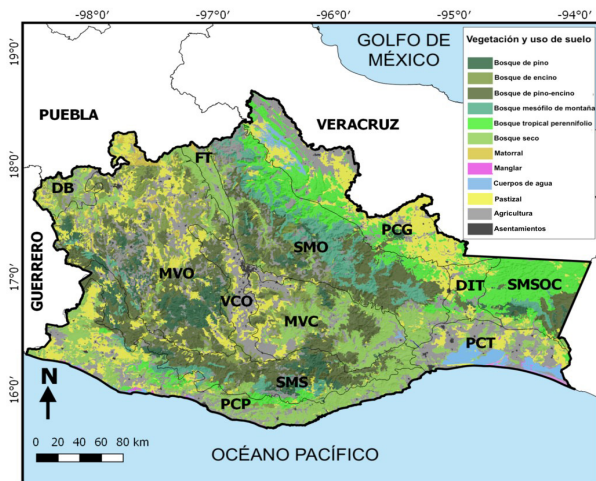 -98°0'
-97°0'
-96°0'
-95°0'
-94°0'
19°0'
18°0'
17°0'
16°0'
GOLFO DE
MÉXICO
Vegetación y uso de suelo
Bosque de pino
Bosque de encino
Bosque de pino-encino
Bosque mesófilo de montaña
Bosque tropical perennifolio
Bosque seco
Matorral
Manglar
Cuerpos de agua
Pastizal
Agricultura
Asentamientos
PUEBLA
VERACRUZ
GUERRERO
DB
FT
SMO
PCG
MVO
VCO
MVC
DIT
SMSOC
PCT
SMS
PCP
N
0 20 40 60 80 km
OCÉANO PACÍFICO